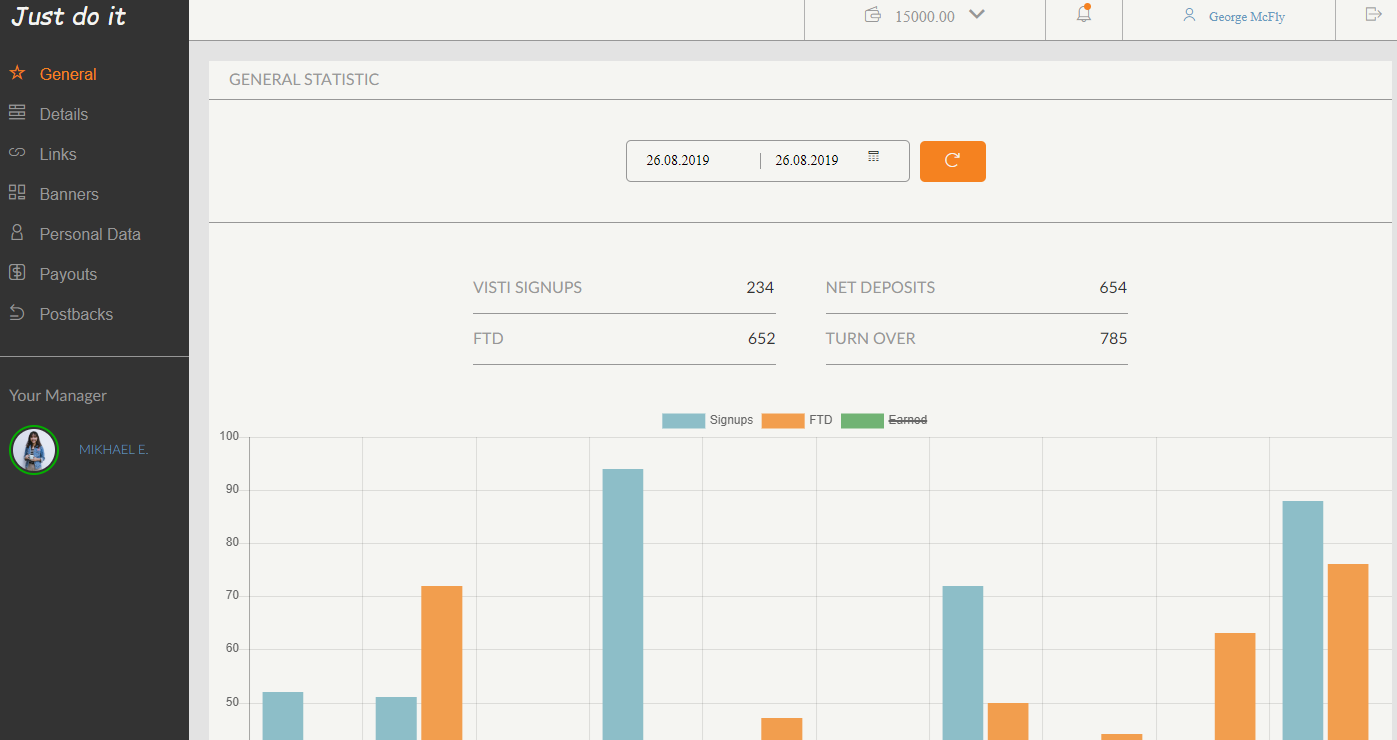 Just do it
15000.00
George McFly
General
Details
Links
Banners
Personal Data
Payouts
Postbacks
Your Manager
MIKHAEL E.
GENERAL STATISTIC
26.08.2019 26.08.2019
VISTI SIGNUPS 234 NET DEPOSITS 654
FTD 652 TURN OVER 785
Signups FTD Earned
100
90
80
70
60
50